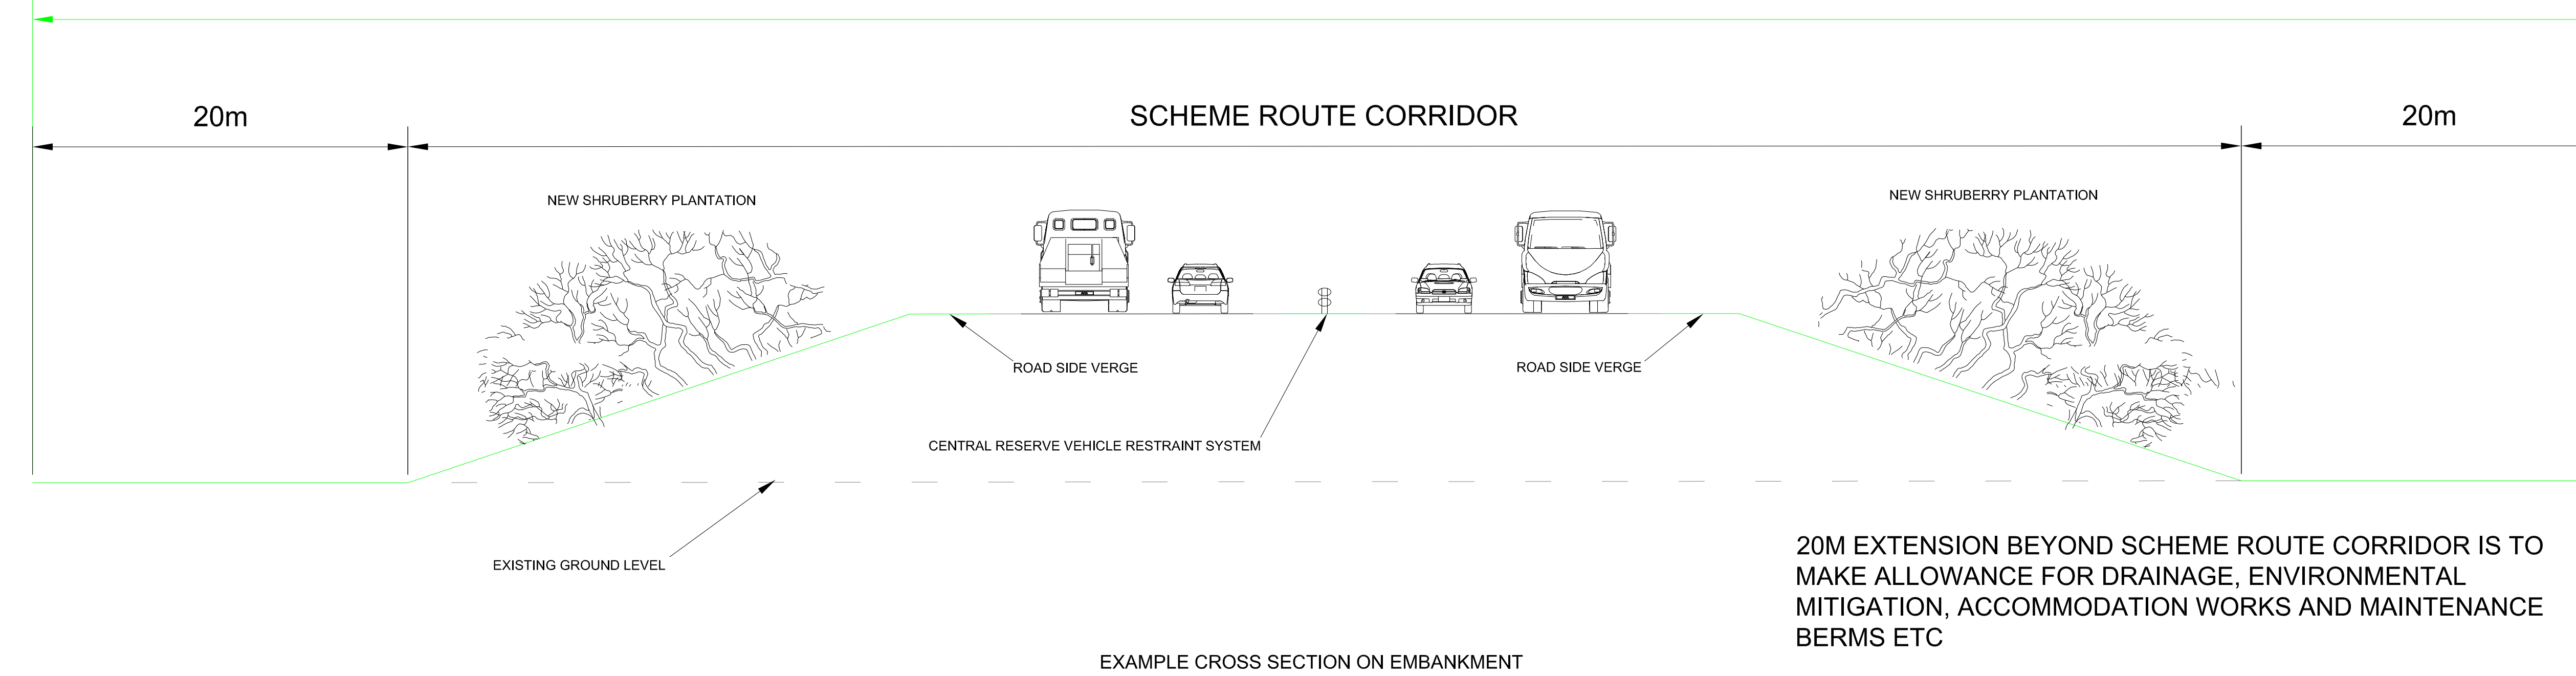 20m
SCHEME ROUTE CORRIDOR
20m
NEW SHRUBERRY PLANTATION
NEW SHRUBERRY PLANTATION
ROAD SIDE VERGE
ROAD SIDE VERGE
CENTRAL RESERVE VEHICLE RESTRAINT SYSTEM
EXISTING GROUND LEVEL
20M EXTENSION BEYOND SCHEME ROUTE CORRIDOR IS TO
MAKE ALLOWANCE FOR DRAINAGE, ENVIRONMENTAL
MITIGATION, ACCOMMODATION WORKS AND MAINTENANCE
BERMS ETC
EXAMPLE CROSS SECTION ON EMBANKMENT